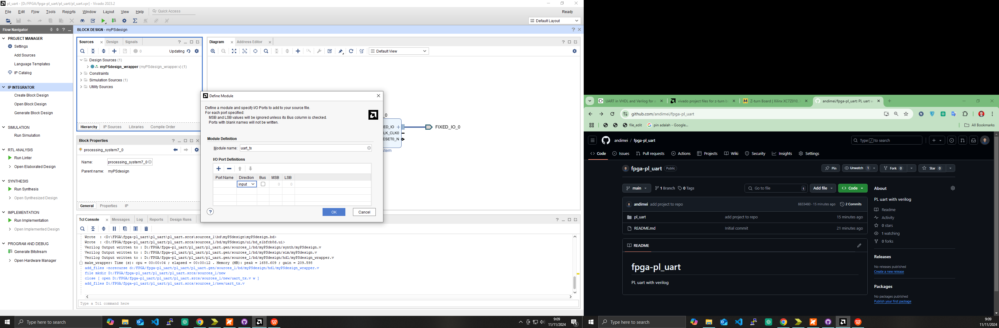 pl_uart - [D:/FPGA/fpga-pl_uart/pl_uart/pl_uart.xpr] - Vivado 2023.2
File Edit Flow Tools Reports Window Layout View Help Quick Access
Ready
Default Layout
Flow Navigator
PROJECT MANAGER
Settings
Add Sources
Language Templates
IP Catalog
IP INTEGRATOR
Create Block Design
Open Block Design
Generate Block Design
SIMULATION
Run Simulation
RTL ANALYSIS
Run Linter
Open Elaborated Design
SYNTHESIS
Run Synthesis
Open Synthesized Design
IMPLEMENTATION
Run Implementation
Open Implemented Design
PROGRAM AND DEBUG
Generate Bitstream
Open Hardware Manager
BLOCK DESIGN - myPSdesign
Sources Design Signals
0 Updating
Design Sources (1)
myPSdesign_wrapper (myPSdesign_wrapper.v) (1)
Constraints
Simulation Sources (1)
Utility Sources
Hierarchy IP Sources Libraries Compile Order
Block Properties
processing_system7_0
Name: processing_system7_0
Parent name: myPSdesign
General Properties IP
Diagram Address Editor
Default View
_0
ED_IO
LK_CLK0
ESET0_N
stem
FIXED_IO_0
Define Module
Define a module and specify I/O Ports to add to your source file.
For each port specified:
MSB and LSB values will be ignored unless its Bus column is checked.
Ports with blank names will not be written.
Module Definition
Module name: uart_tx
I/O Port Definitions
Port Name Direction Bus MSB LSB
input 0 0
OK Cancel
Tcl Console Messages Log Reports Design Runs
Wrote : <D:\FPGA\fpga-pl_uart\pl_uart\pl_uart.srcs\sources_1\bd\myPSdesign\myPSdesign.bd>
Wrote : <D:/FPGA/fpga-pl_uart/pl_uart/pl_uart.srcs/sources_1/bd/myPSdesign/ui/bd_e1bfcb8d.ui>
Verilog Output written to : D:/FPGA/fpga-pl_uart/pl_uart/pl_uart.gen/sources_1/bd/myPSdesign/synth/myPSdesign.v
Verilog Output written to : D:/FPGA/fpga-pl_uart/pl_uart/pl_uart.gen/sources_1/bd/myPSdesign/sim/myPSdesign.v
Verilog Output written to : D:/FPGA/fpga-pl_uart/pl_uart/pl_uart.gen/sources_1/bd/myPSdesign/hdl/myPSdesign_wrapper.v
make_wrapper: Time (s): cpu = 00:00:04 ; elapsed = 00:00:12 . Memory (MB): peak = 1688.609 ; gain = 209.598
add_files -norecurse d:/FPGA/fpga-pl_uart/pl_uart/pl_uart.gen/sources_1/bd/myPSdesign/hdl/myPSdesign_wrapper.v
file mkdir D:/FPGA/fpga-pl_uart/pl_uart/pl_uart.srcs/sources_1/new
close [ open D:/FPGA/fpga-pl_uart/pl_uart/pl_uart.srcs/sources_1/new/uart_tx.v w ]
add_files D:/FPGA/fpga-pl_uart/pl_uart/pl_uart.srcs/sources_1/new/uart_tx.v
Type a Tcl command here
Type here to search
9:09
11/11/2024
5
UART in VHDL and Verilog for a
vivado project files for z-turn b
Z-turn Board | Xilinx XC7Z010,
andimei/fpga-pl_uart: PL uart w
github.com/andimei/fpga-pl_uart
file_edit pin adalah - Google... All Bookmarks
andimei / fpga-pl_uart
Type / to search
Code Issues Pull requests Actions Projects Wiki Security Insights Settings
fpga-pl_uart Public
Pin Unwatch 1 Fork 0 Star 0
main 1 Branch 0 Tags Go to file t Add file Code
andimei add project to repo 8833480 · 15 minutes ago 2 Commits
pl_uart add project to repo 15 minutes ago
README.md Initial commit 21 minutes ago
README
fpga-pl_uart
PL uart with verilog
About
PL uart with verilog
Readme
Activity
0 stars
1 watching
0 forks
Releases
No releases published
Create a new release
Packages
No packages published
Publish your first package
Type here to search
9:09
11/11/2024